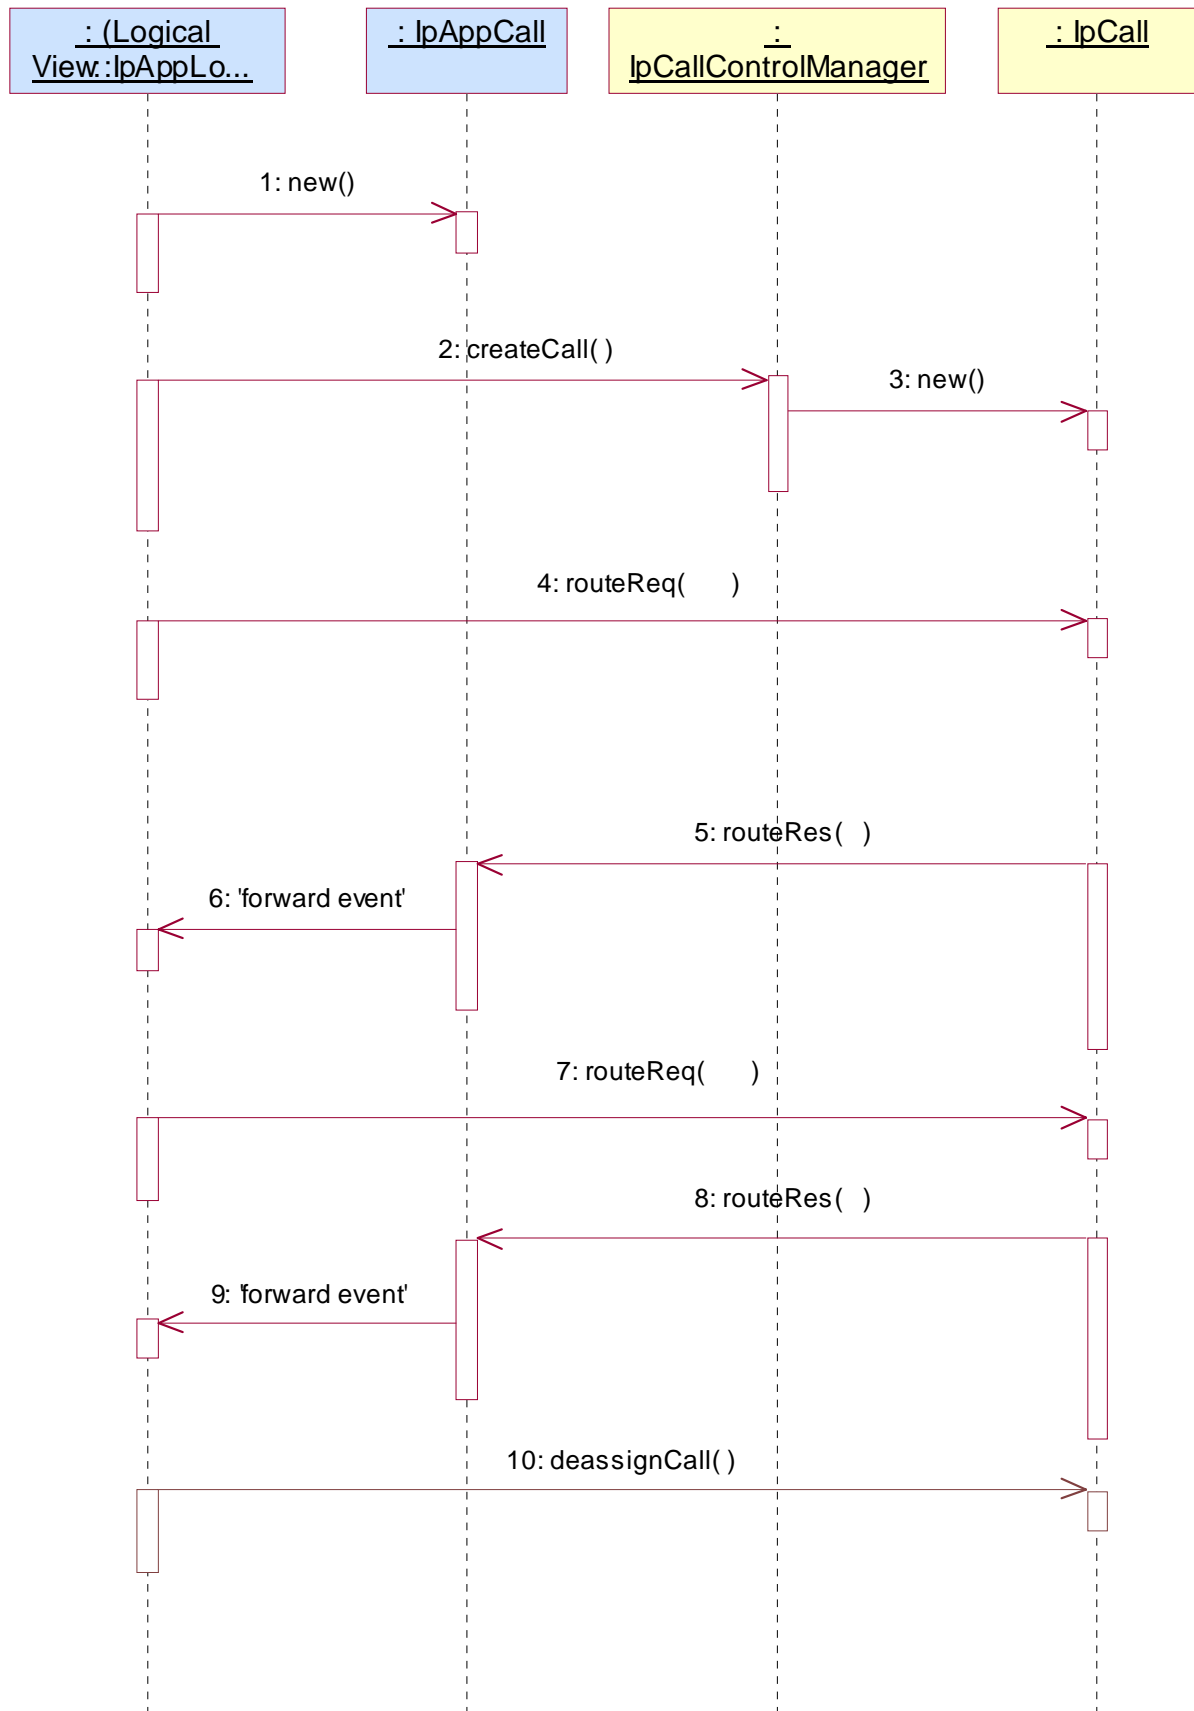 : (Logical
View::IpAppLo...
: IpAppCall
:
IpCallControlManager
: IpCall
1: new()
2: createCall( )
3: new()
4: routeReq( )
5: routeRes( )
6: 'forward event'
7: routeReq( )
8: routeRes( )
9: 'forward event'
10: deassignCall( )